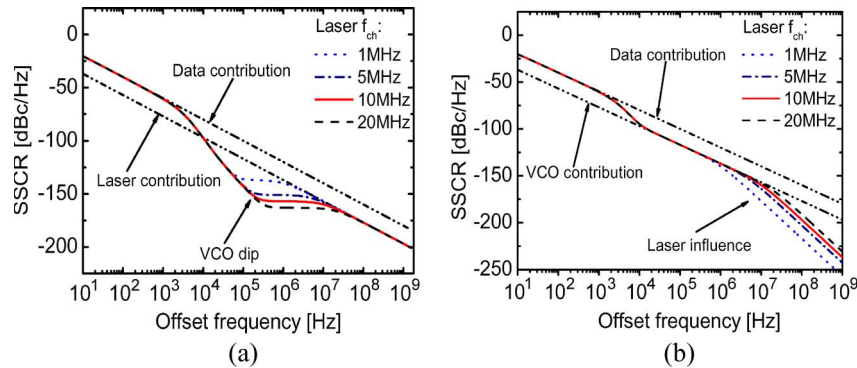 Laser f_ch:
1MHz
5MHz
10MHz
20MHz
Data contribution
Laser contribution
VCO dip
SSCR [dBc/Hz]
0
-50
-100
-150
-200
10^1 10^2 10^3 10^4 10^5 10^6 10^7 10^8 10^9
Offset frequency [Hz]
(a)
Laser f_ch:
1MHz
5MHz
10MHz
20MHz
Data contribution
VCO contribution
Laser influence
SSCR [dBc/Hz]
0
-50
-100
-150
-200
-250
10^1 10^2 10^3 10^4 10^5 10^6 10^7 10^8 10^9
Offset frequency [Hz]
(b)